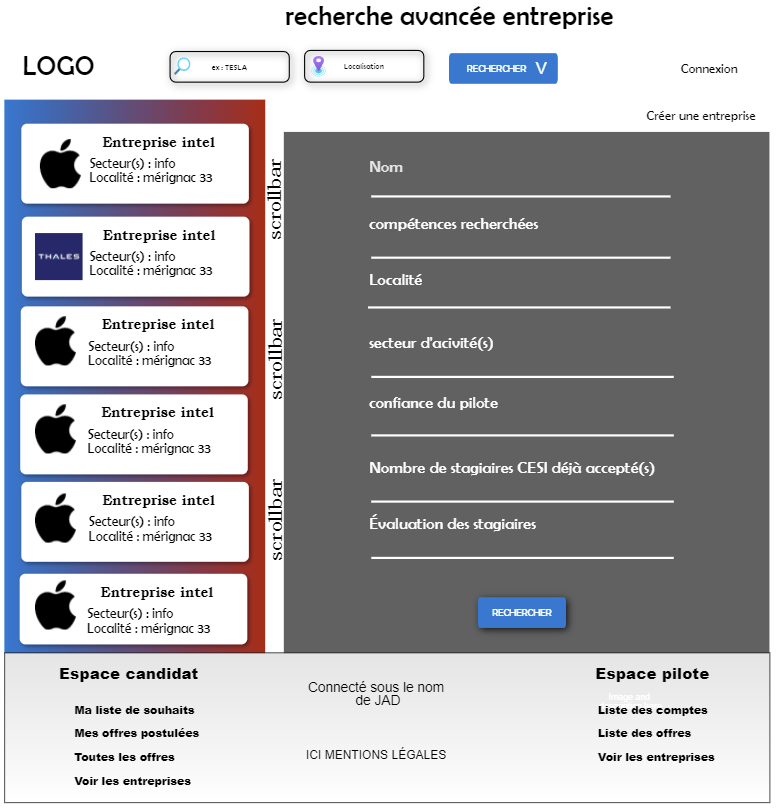 recherche avancée entreprise
LOGO
ex : TESLA
Localisation
RECHERCHER V
Connexion
Créer une entreprise
Entreprise intel
Secteur(s) : info
Localité : mérignac 33
THALES
Entreprise intel
Secteur(s) : info
Localité : mérignac 33
Entreprise intel
Secteur(s) : info
Localité : mérignac 33
Entreprise intel
Secteur(s) : info
Localité : mérignac 33
Entreprise intel
Secteur(s) : info
Localité : mérignac 33
Entreprise intel
Secteur(s) : info
Localité : mérignac 33
scrollbar
scrollbar
scrollbar
Nom
compétences recherchées
Localité
secteur d'acivité(s)
confiance du pilote
Nombre de stagiaires CESI déjà accepté(s)
Évaluation des stagiaires
RECHERCHER
Espace candidat
Ma liste de souhaits
Mes offres postulées
Toutes les offres
Voir les entreprises
Connecté sous le nom
de JAD
ICI MENTIONS LÉGALES
Espace pilote
Image and
Liste des comptes
Liste des offres
Voir les entreprises